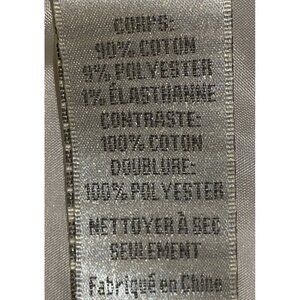 CORPS:
90% COTON
9% POLYESTER
1% ÉLASTHANNE
CONTRASTE:
100% COTON
DOUBLURE:
100% POLYESTER
NETTOYER À SEC
SEULEMENT
Fabriqué en Chine